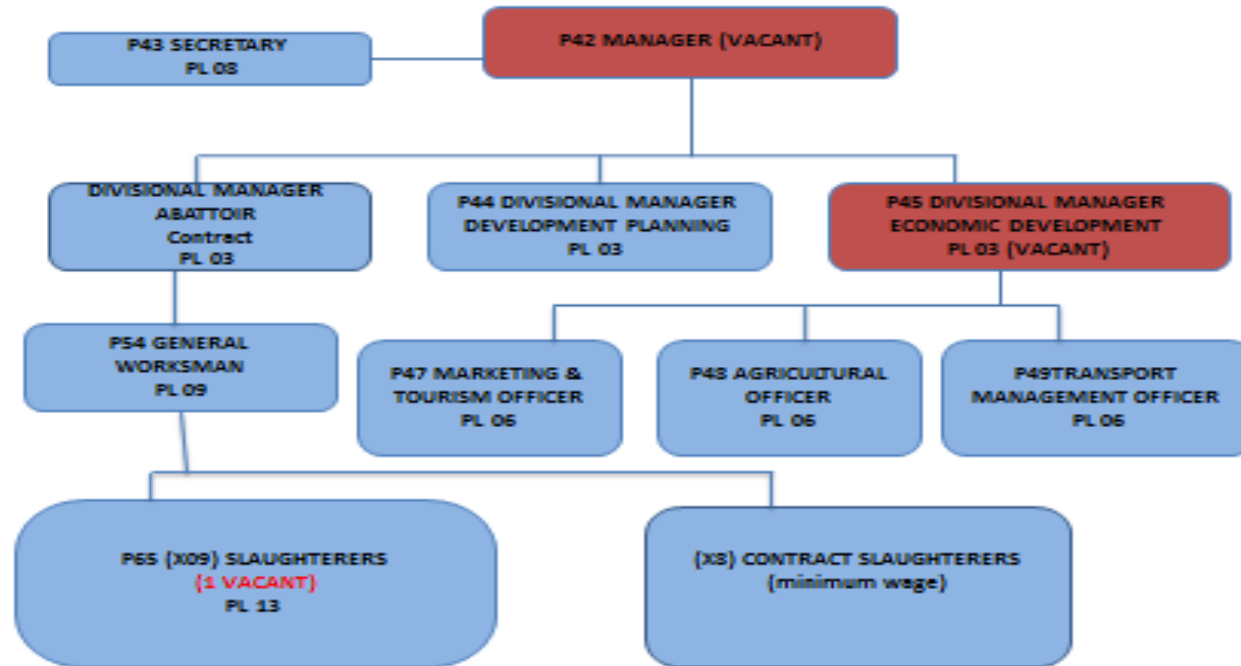 P43 SECRETARY
PL 08
P42 MANAGER (VACANT)
DIVISIONAL MANAGER
ABATTOIR
Contract
PL 03
P44 DIVISIONAL MANAGER
DEVELOPMENT PLANNING
PL 03
P45 DIVISIONAL MANAGER
ECONOMIC DEVELOPMENT
PL 03 (VACANT)
P54 GENERAL
WORKSMAN
PL 09
P47 MARKETING &
TOURISM OFFICER
PL 06
P48 AGRICULTURAL
OFFICER
PL 06
P49TRANSPORT
MANAGEMENT OFFICER
PL 06
P65 (X09) SLAUGHTERERS
(1 VACANT)
PL 13
(X8) CONTRACT SLAUGHTERERS
(minimum wage)